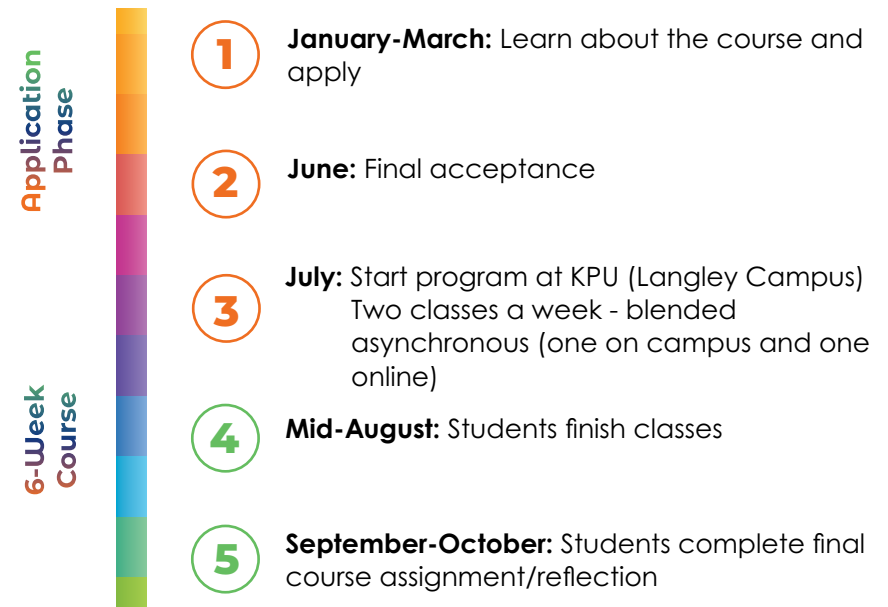 Application
Phase
1
January-March: Learn about the course and
apply
2
June: Final acceptance
3
July: Start program at KPU (Langley Campus)
Two classes a week - blended
asynchronous (one on campus and one
online)
6-Week
Course
4
Mid-August: Students finish classes
5
September-October: Students complete final
course assignment/reflection